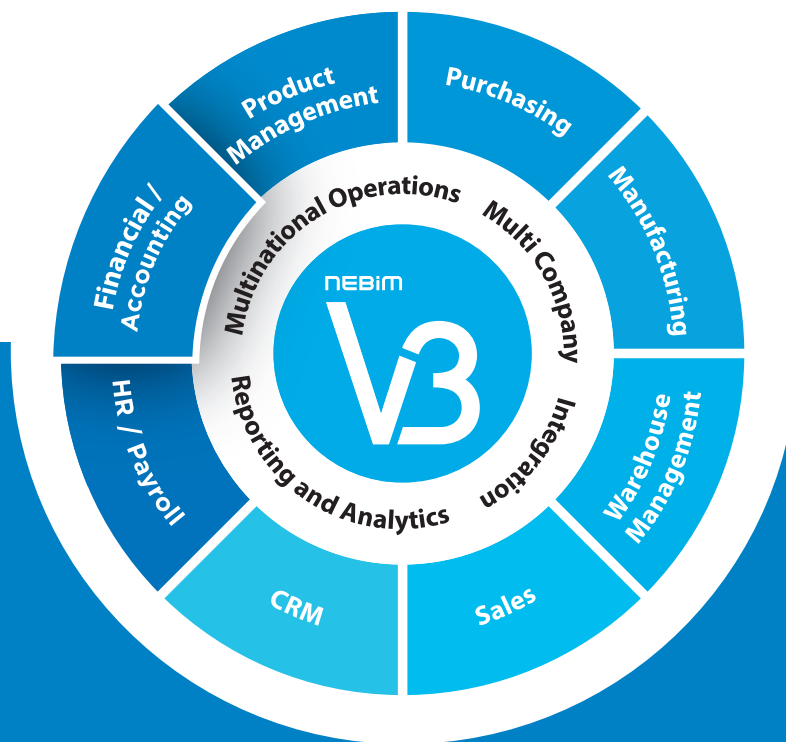 Product
Management
Purchasing
Manufacturing
Warehouse
Management
Sales
CRM
HR / Payroll
Financial /
Accounting
Multinational Operations
Multi Company
Integration
Reporting and Analytics
NEBiM
V3